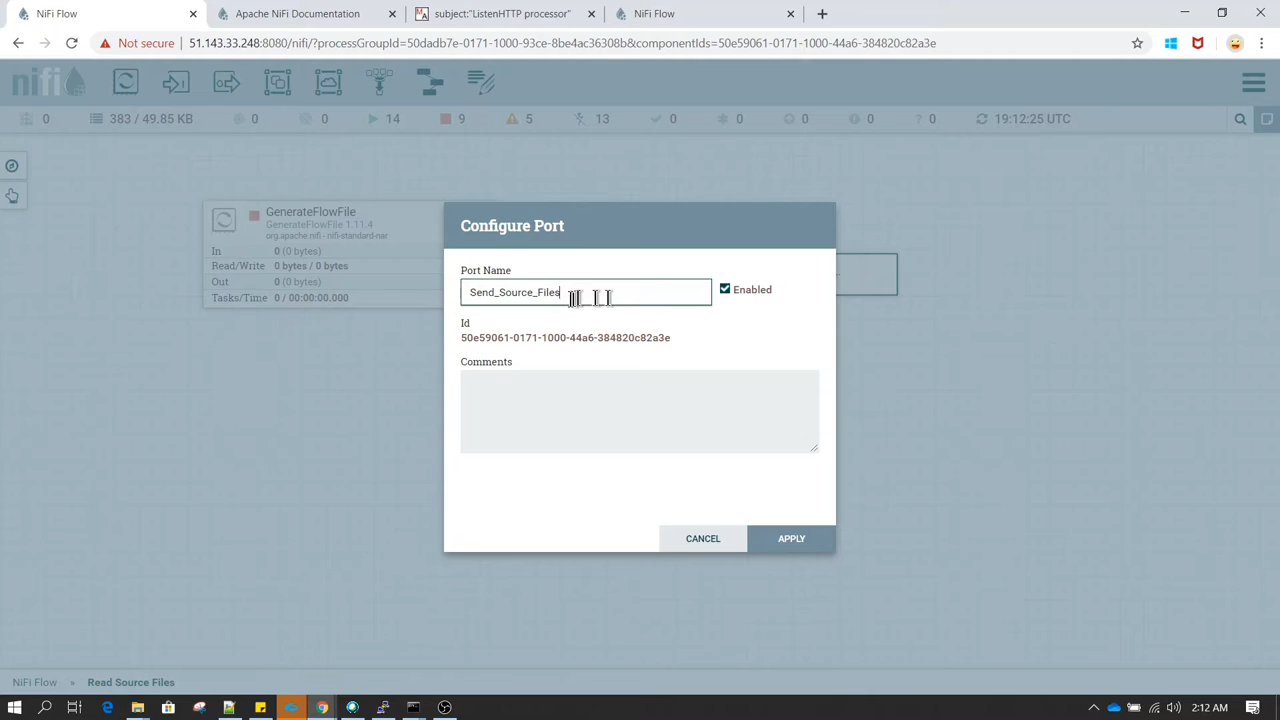 NiFi Flow
Apache NiFi Documentation
subject:"ListenHTTP processor"
NiFi Flow
Not secure
51.143.33.248:8080/nifi/?processGroupId=50dadb7e-0171-1000-93ce-8be4ac36308b&componentIds=50e59061-0171-1000-44a6-384820c82a3e
nifi
0
383 / 49.85 KB
0
0
14
9
5
13
0
0
0
0
0
19:12:25 UTC
GenerateFlowFile
GenerateFlowFile 1.11.4
org.apache.nifi - nifi-standard-nar
In 0 (0 bytes)
Read/Write 0 bytes / 0 bytes
Out 0 (0 bytes)
Tasks/Time 0 / 00:00:00.000
Configure Port
Port Name
Send_Source_Files
Enabled
Id
50e59061-0171-1000-44a6-384820c82a3e
Comments
CANCEL
APPLY
NiFi Flow » Read Source Files
2:12 AM